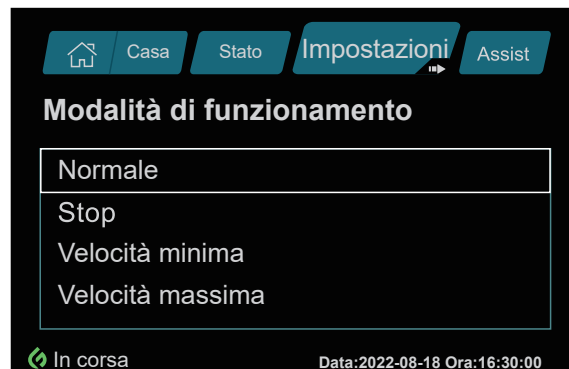 Casa Stato Impostazioni Assist
Modalità di funzionamento
Normale
Stop
Velocità minima
Velocità massima
In corsa Data:2022-08-18 Ora:16:30:00